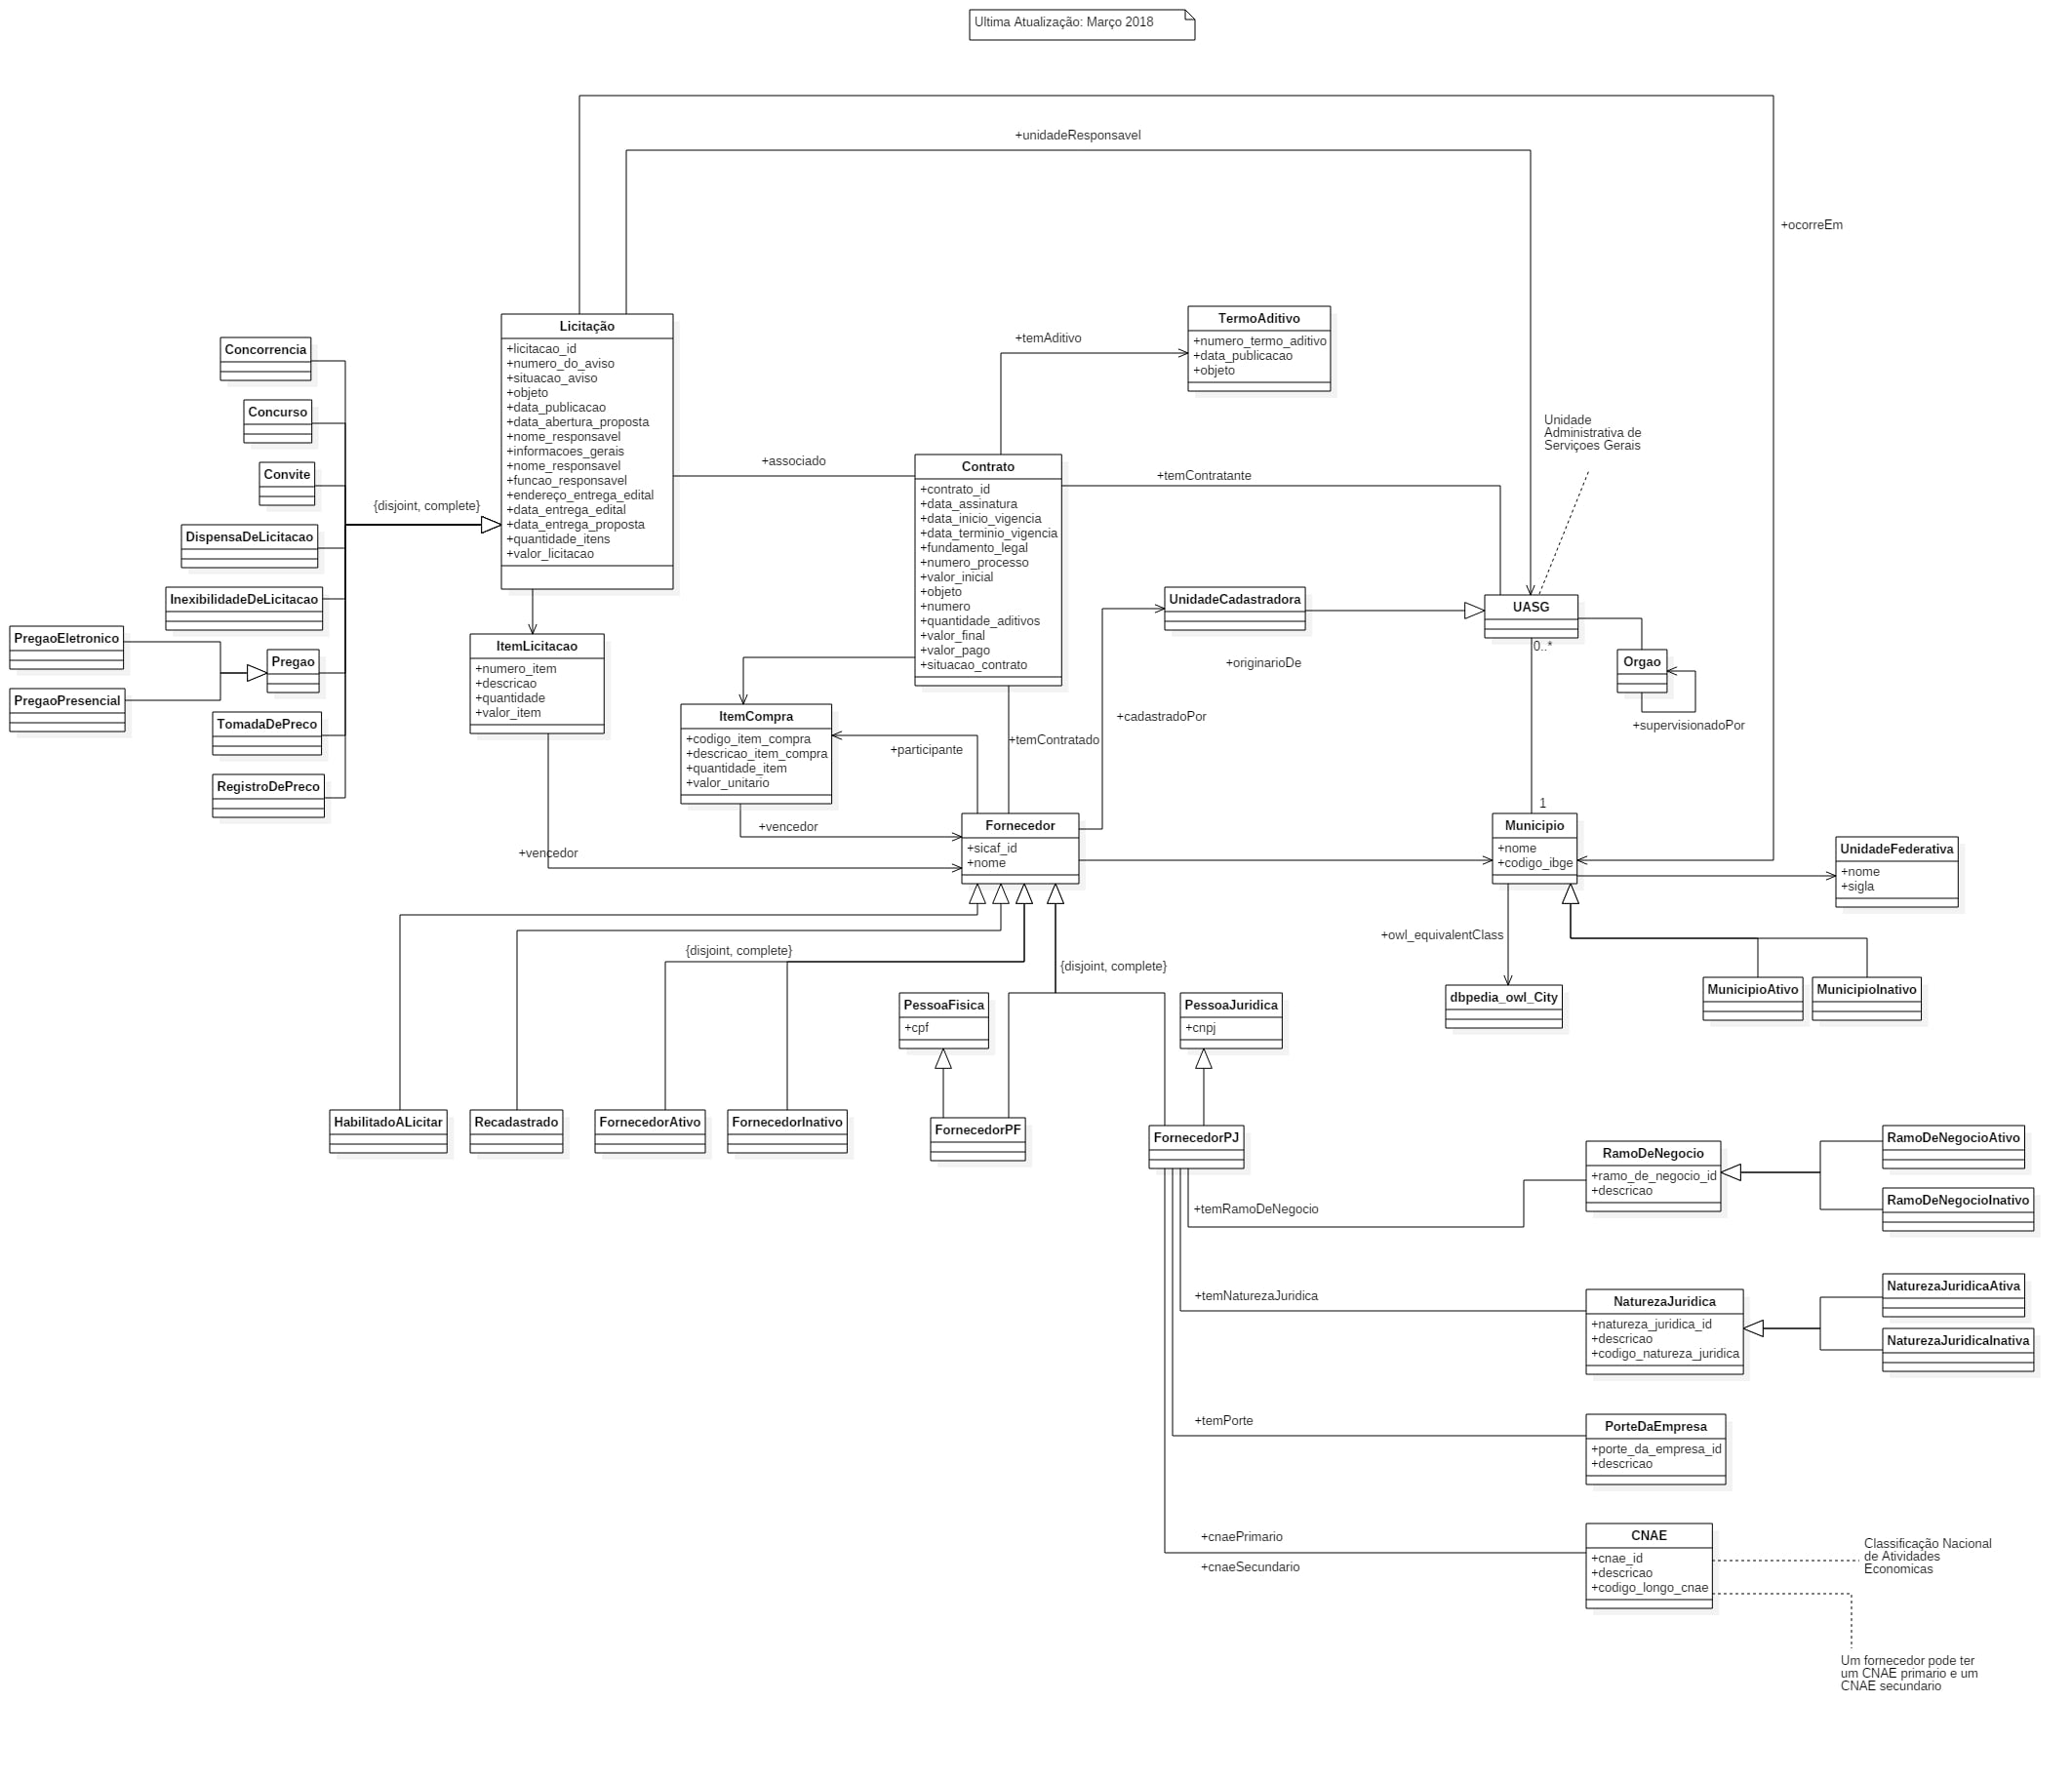 Ultima Atualização: Março 2018
+unidadeResponsavel
+ocorreEm
Licitação
+licitacao_id
+numero_do_aviso
+situacao_aviso
+objeto
+data_publicacao
+data_abertura_proposta
+nome_responsavel
+informacoes_gerais
+nome_responsavel
+funcao_responsavel
+endereço_entrega_edital
+data_entrega_edital
+data_entrega_proposta
+quantidade_itens
+valor_licitacao
Concorrencia
Concurso
Convite
DispensaDeLicitacao
InexibilidadeDeLicitacao
PregaoEletronico
Pregao
PregaoPresencial
TomadaDePreco
RegistroDePreco
{disjoint, complete}
+temAditivo
TermoAditivo
+numero_termo_aditivo
+data_publicacao
+objeto
Unidade
Administrativa de
Serviçoes Gerais
+associado
Contrato
+contrato_id
+data_assinatura
+data_inicio_vigencia
+data_terminio_vigencia
+fundamento_legal
+numero_processo
+valor_inicial
+objeto
+numero
+quantidade_aditivos
+valor_final
+valor_pago
+situacao_contrato
+temContratante
UnidadeCadastradora
UASG
0..*
+originarioDe
Orgao
+supervisionadoPor
ItemLicitacao
+numero_item
+descricao
+quantidade
+valor_item
ItemCompra
+codigo_item_compra
+descricao_item_compra
+quantidade_item
+valor_unitario
+participante
+temContratado
+cadastradoPor
+vencedor
+vencedor
Fornecedor
+sicaf_id
+nome
1
Municipio
+nome
+codigo_ibge
UnidadeFederativa
+nome
+sigla
+owl_equivalentClass
dbpedia_owl_City
MunicipioAtivo
MunicipioInativo
{disjoint, complete}
{disjoint, complete}
PessoaFisica
+cpf
PessoaJuridica
+cnpj
HabilitadoALicitar
Recadastrado
FornecedorAtivo
FornecedorInativo
FornecedorPF
FornecedorPJ
+temRamoDeNegocio
RamoDeNegocio
+ramo_de_negocio_id
+descricao
RamoDeNegocioAtivo
RamoDeNegocioInativo
+temNaturezaJuridica
NaturezaJuridica
+natureza_juridica_id
+descricao
+codigo_natureza_juridica
NaturezaJuridicaAtiva
NaturezaJuridicaInativa
+temPorte
PorteDaEmpresa
+porte_da_empresa_id
+descricao
+cnaePrimario
+cnaeSecundario
CNAE
+cnae_id
+descricao
+codigo_longo_cnae
Classificação Nacional
de Atividades
Economicas
Um fornecedor pode ter
um CNAE primario e um
CNAE secundario